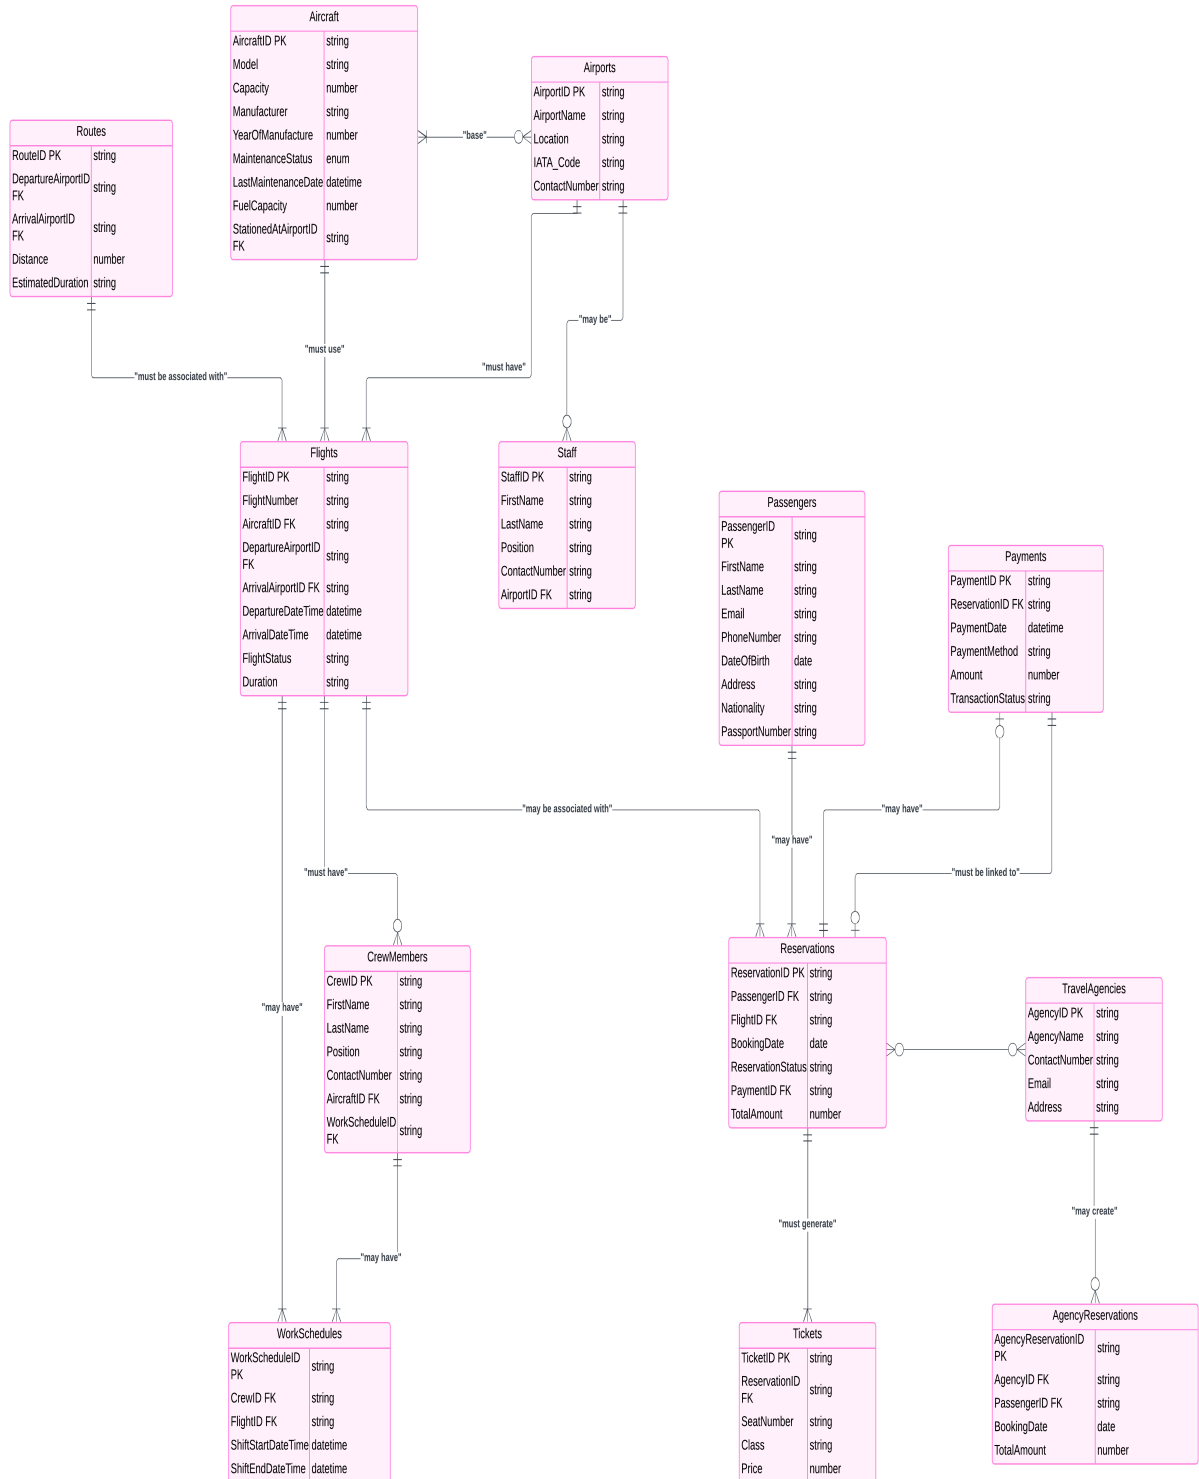 Aircraft
AircraftID PK string
Model string
Capacity number
Manufacturer string
YearOfManufacture number
MaintenanceStatus enum
LastMaintenanceDate datetime
FuelCapacity number
StationedAtAirportID
FK
string
Airports
AirportID PK string
AirportName string
Location string
IATA_Code string
ContactNumber string
Routes
RouteID PK string
DepartureAirportID
FK
string
ArrivalAirportID
FK
string
Distance number
EstimatedDuration string
"base"
"may be"
"must use"
"must have"
"must be associated with"
Flights
FlightID PK string
FlightNumber string
AircraftID FK string
DepartureAirportID
FK
string
ArrivalAirportID FK string
DepartureDateTime datetime
ArrivalDateTime datetime
FlightStatus string
Duration string
Staff
StaffID PK string
FirstName string
LastName string
Position string
ContactNumber string
AirportID FK string
Passengers
PassengerID
PK
string
FirstName string
LastName string
Email string
PhoneNumber string
DateOfBirth date
Address string
Nationality string
PassportNumber string
Payments
PaymentID PK string
ReservationID FK string
PaymentDate datetime
PaymentMethod string
Amount number
TransactionStatus string
"may be associated with"
"may have"
"may have"
"must have"
"must be linked to"
CrewMembers
CrewID PK string
FirstName string
LastName string
Position string
ContactNumber string
AircraftID FK string
WorkScheduleID
FK
string
"may have"
Reservations
ReservationID PK string
PassengerID FK string
FlightID FK string
BookingDate date
ReservationStatus string
PaymentID FK string
TotalAmount number
TravelAgencies
AgencyID PK string
AgencyName string
ContactNumber string
Email string
Address string
"may create"
"must generate"
"may have"
WorkSchedules
WorkScheduleID
PK
string
CrewID FK string
FlightID FK string
ShiftStartDateTime datetime
ShiftEndDateTime datetime
Tickets
TicketID PK string
ReservationID
FK
string
SeatNumber string
Class string
Price number
AgencyReservations
AgencyReservationID
PK
string
AgencyID FK string
PassengerID FK string
BookingDate date
TotalAmount number